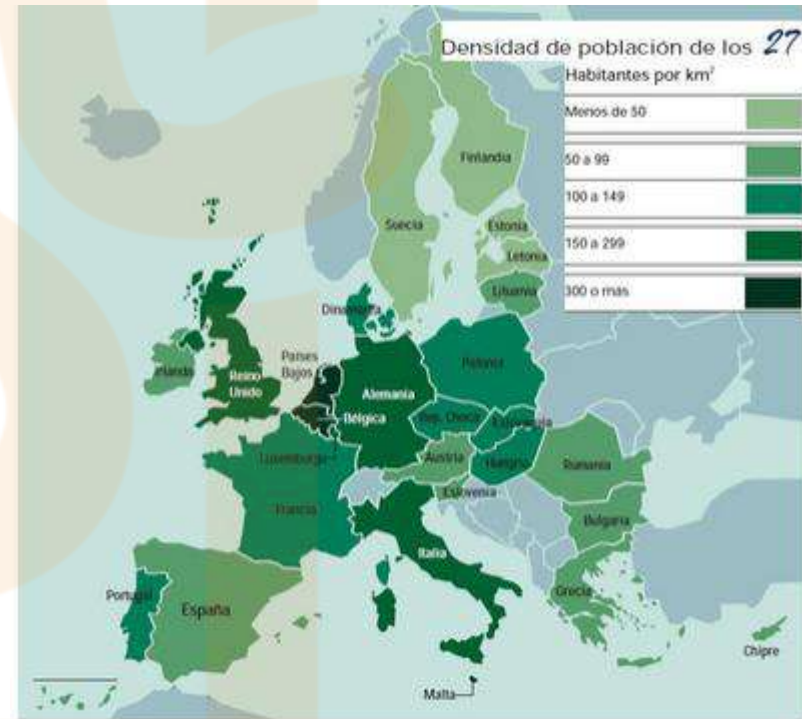 Densidad de población de los 27
Habitantes por km²
Menos de 50
50 a 99
100 a 149
150 a 299
300 o más
Finlandia
Suecia
Estonia
Letonia
Lituania
Dinamarca
Irlanda
Reino
Unido
Países
Bajos
Alemania
Polonia
Bélgica
Rep. Checa
Eslovaquia
Luxemburgo
Austria
Hungría
Rumanía
Francia
Eslovenia
Bulgaria
Italia
Portugal
España
Grecia
Chipre
Malta